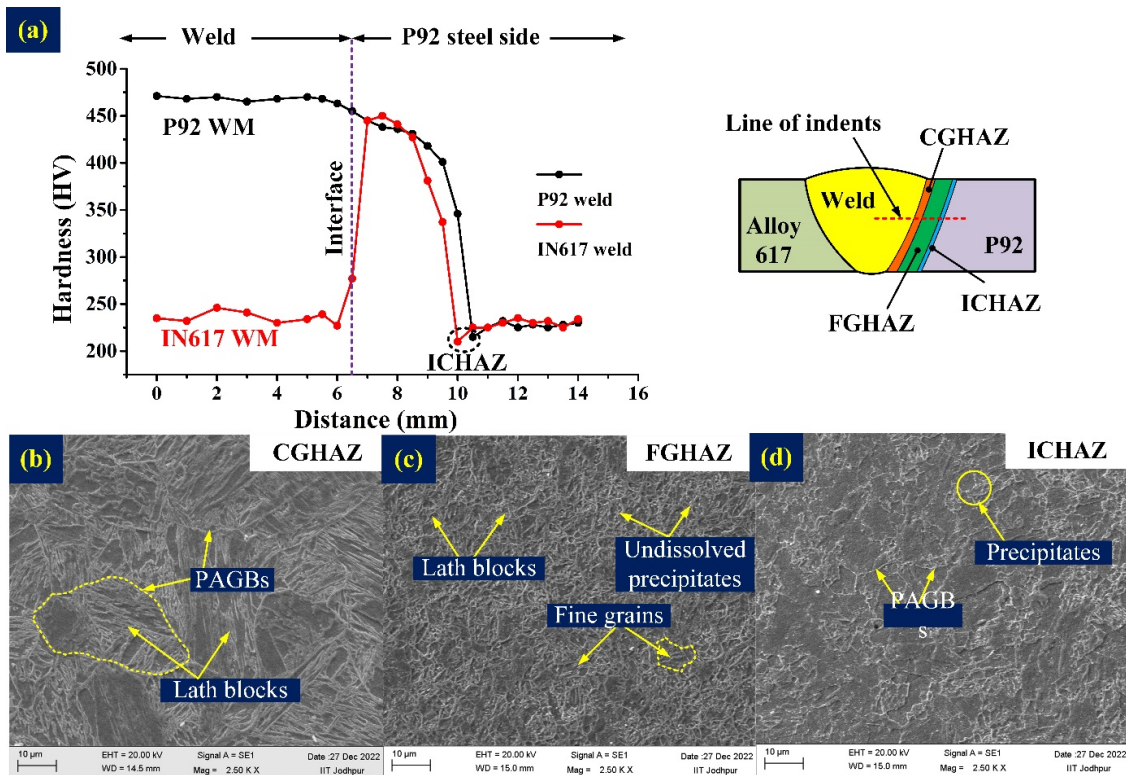 (a)
Weld
P92 steel side
500
450
400
350
300
250
200
Hardness (HV)
P92 WM
IN617 WM
Interface
ICHAZ
P92 weld
IN617 weld
0 2 4 6 8 10 12 14 16
Distance (mm)
Line of indents
CGHAZ
Weld
Alloy
617
P92
FGHAZ
ICHAZ
(b)
CGHAZ
PAGBs
Lath blocks
10 µm
EHT = 20.00 kV
WD = 14.5 mm
Signal A = SE1
Mag = 2.50 K X
Date :27 Dec 2022
IIT Jodhpur
(c)
FGHAZ
Lath blocks
Undissolved
precipitates
Fine grains
10 µm
EHT = 20.00 kV
WD = 15.0 mm
Signal A = SE1
Mag = 2.50 K X
Date :27 Dec 2022
IIT Jodhpur
(d)
ICHAZ
Precipitates
PAGB
s
10 µm
EHT = 20.00 kV
WD = 15.0 mm
Signal A = SE1
Mag = 2.50 K X
Date :27 Dec 2022
IIT Jodhpur